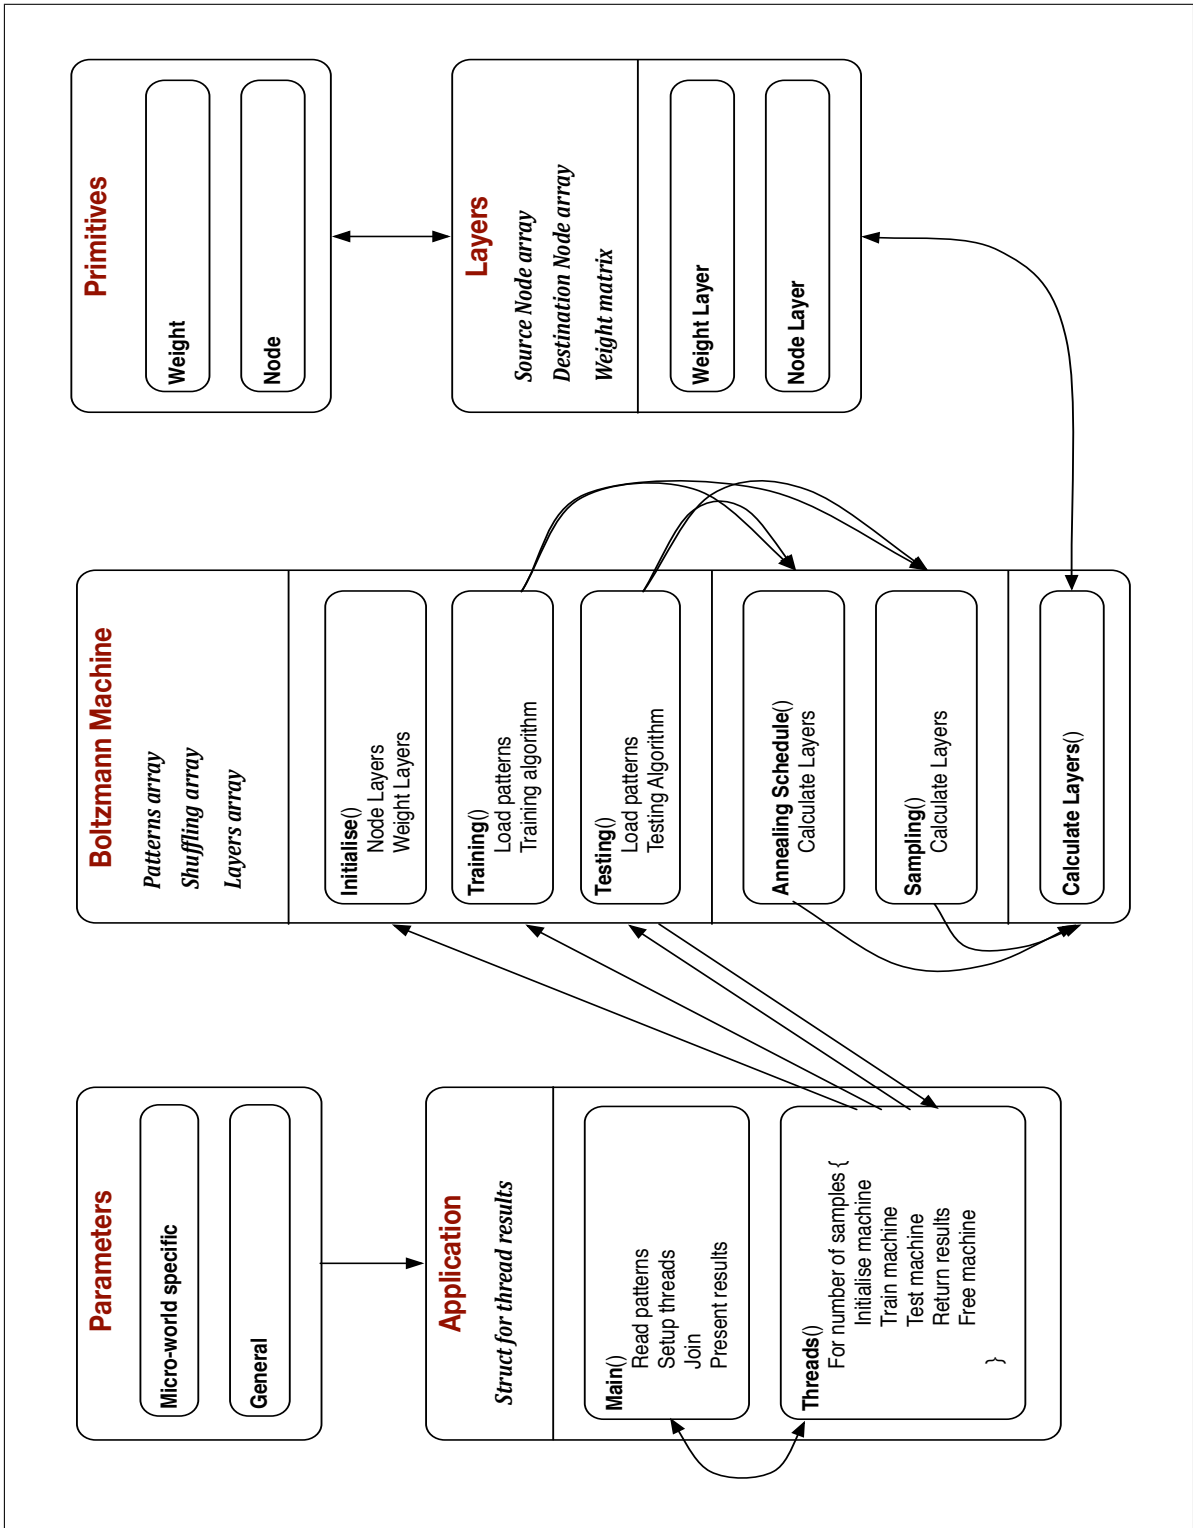 Parameters
Micro-world specific
General
Application
Struct for thread results
Main()
Read patterns
Setup threads
Join
Present results
Threads()
For number of samples {
Initialise machine
Train machine
Test machine
Return results
Free machine
}
Boltzmann Machine
Patterns array
Shuffling array
Layers array
Initialise()
Node Layers
Weight Layers
Training()
Load patterns
Training algorithm
Testing()
Load patterns
Testing Algorithm
Annealing Schedule()
Calculate Layers
Sampling()
Calculate Layers
Calculate Layers()
Primitives
Weight
Node
Layers
Source Node array
Destination Node array
Weight matrix
Weight Layer
Node Layer